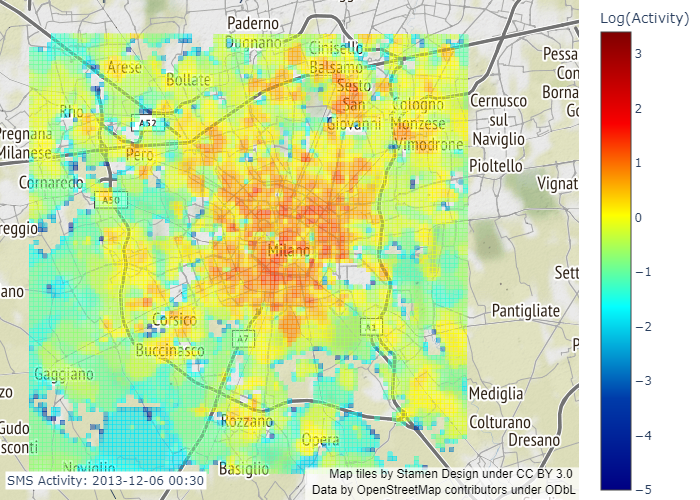 Log(Activity)
3
2
1
0
−1
−2
−3
−4
−5
Paderno
Dugnano
Cinisello
Balsamo
Arese
Bollate
Sesto
San
Giovanni
Cologno
Monzese
Vimodrone
Cernusco
sul
Naviglio
Pessa
Con
Borna
Rho
A52
Pregnana
Milanese
Pero
Pioltello
Cornaredo
A50
Vignat
reggio
Milano
Sett
ano
Pantigliate
Corsico
A7
A1
Buccinasco
Gaggiano
Mediglia
zo
Rozzano
Colturano
Gudo
Opera
Dresano
sconti
Noviglio
Basiglio
SMS Activity: 2013-12-06 00:30
Map tiles by Stamen Design under CC BY 3.0
Data by OpenStreetMap contributors under ODbL